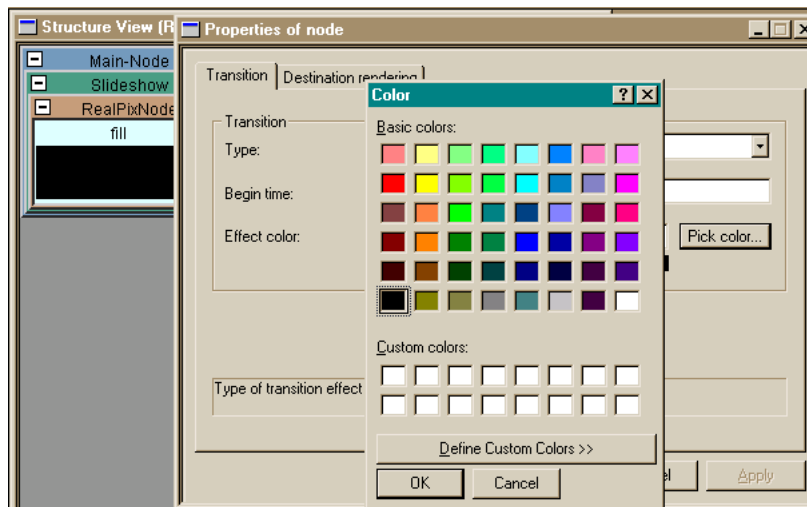 Structure View (R
Properties of node
Main-Node
Slideshow
RealPixNode
fill
Transition
Destination rendering
Transition
Type:
Begin time:
Effect color:
Pick color...
Type of transition effect
Apply
Color
Basic colors:
Custom colors:
Define Custom Colors >>
OK
Cancel